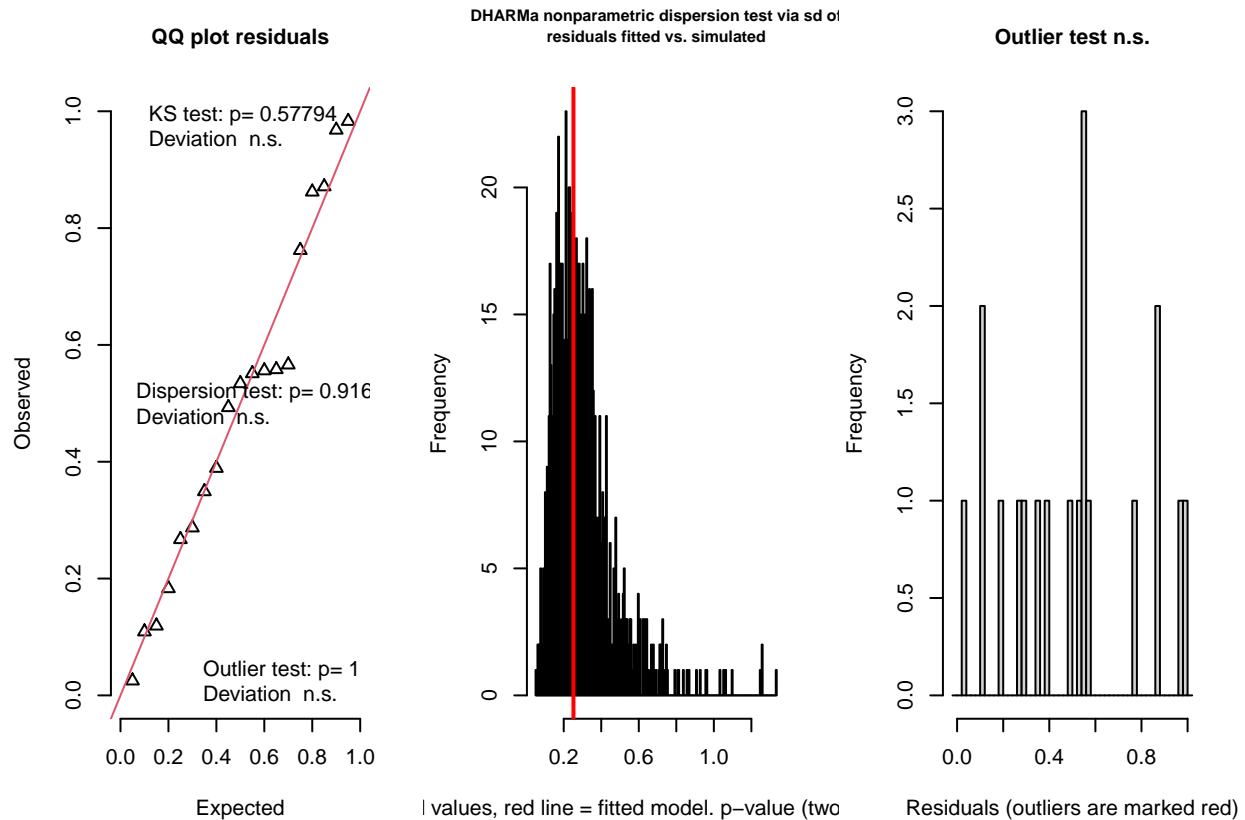 QQ plot residuals
KS test: p= 0.57794
Deviation n.s.
Dispersion test: p= 0.916
Deviation n.s.
Outlier test: p= 1
Deviation n.s.
Observed
0.0 0.2 0.4 0.6 0.8 1.0
0.0 0.2 0.4 0.6 0.8 1.0
Expected
DHARMa nonparametric dispersion test via sd of
residuals fitted vs. simulated
Frequency
0 5 10 15 20
0.2 0.6 1.0
l values, red line = fitted model. p−value (two
Outlier test n.s.
Frequency
0.0 0.5 1.0 1.5 2.0 2.5 3.0
0.0 0.4 0.8
Residuals (outliers are marked red)